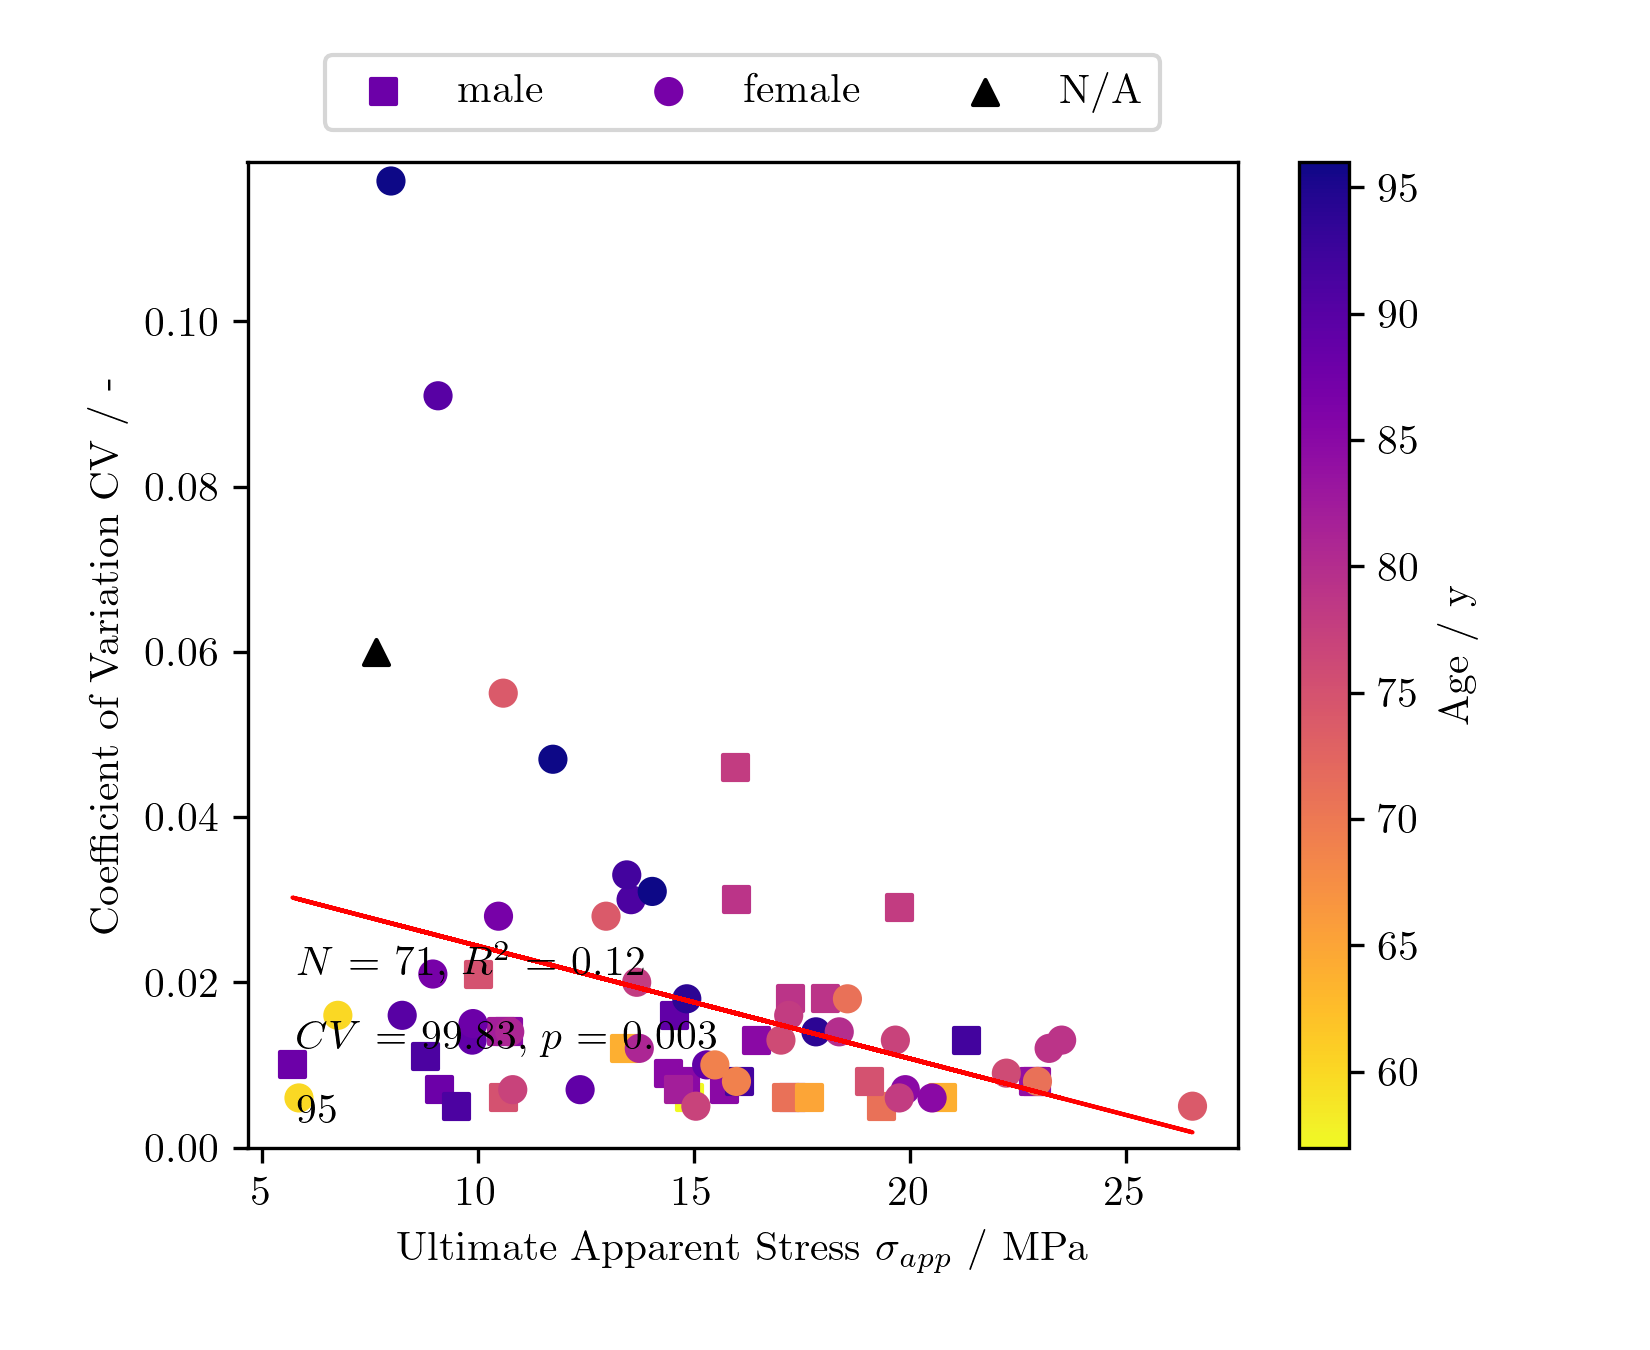 male female N/A
Coefficient of Variation CV / -
0.10
0.08
0.06
0.04
0.02
0.00
N = 71, R² = 0.12
CV = 99.83, p = 0.003
95
5 10 15 20 25
Ultimate Apparent Stress σ_app / MPa
95
90
85
80
75
70
65
60
Age / y